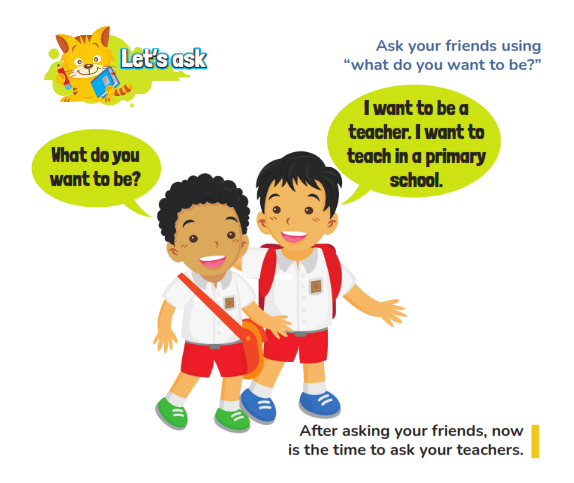 Let's ask
Ask your friends using
“what do you want to be?”
What do you
want to be?
I want to be a
teacher. I want to
teach in a primary
school.
After asking your friends, now
is the time to ask your teachers.